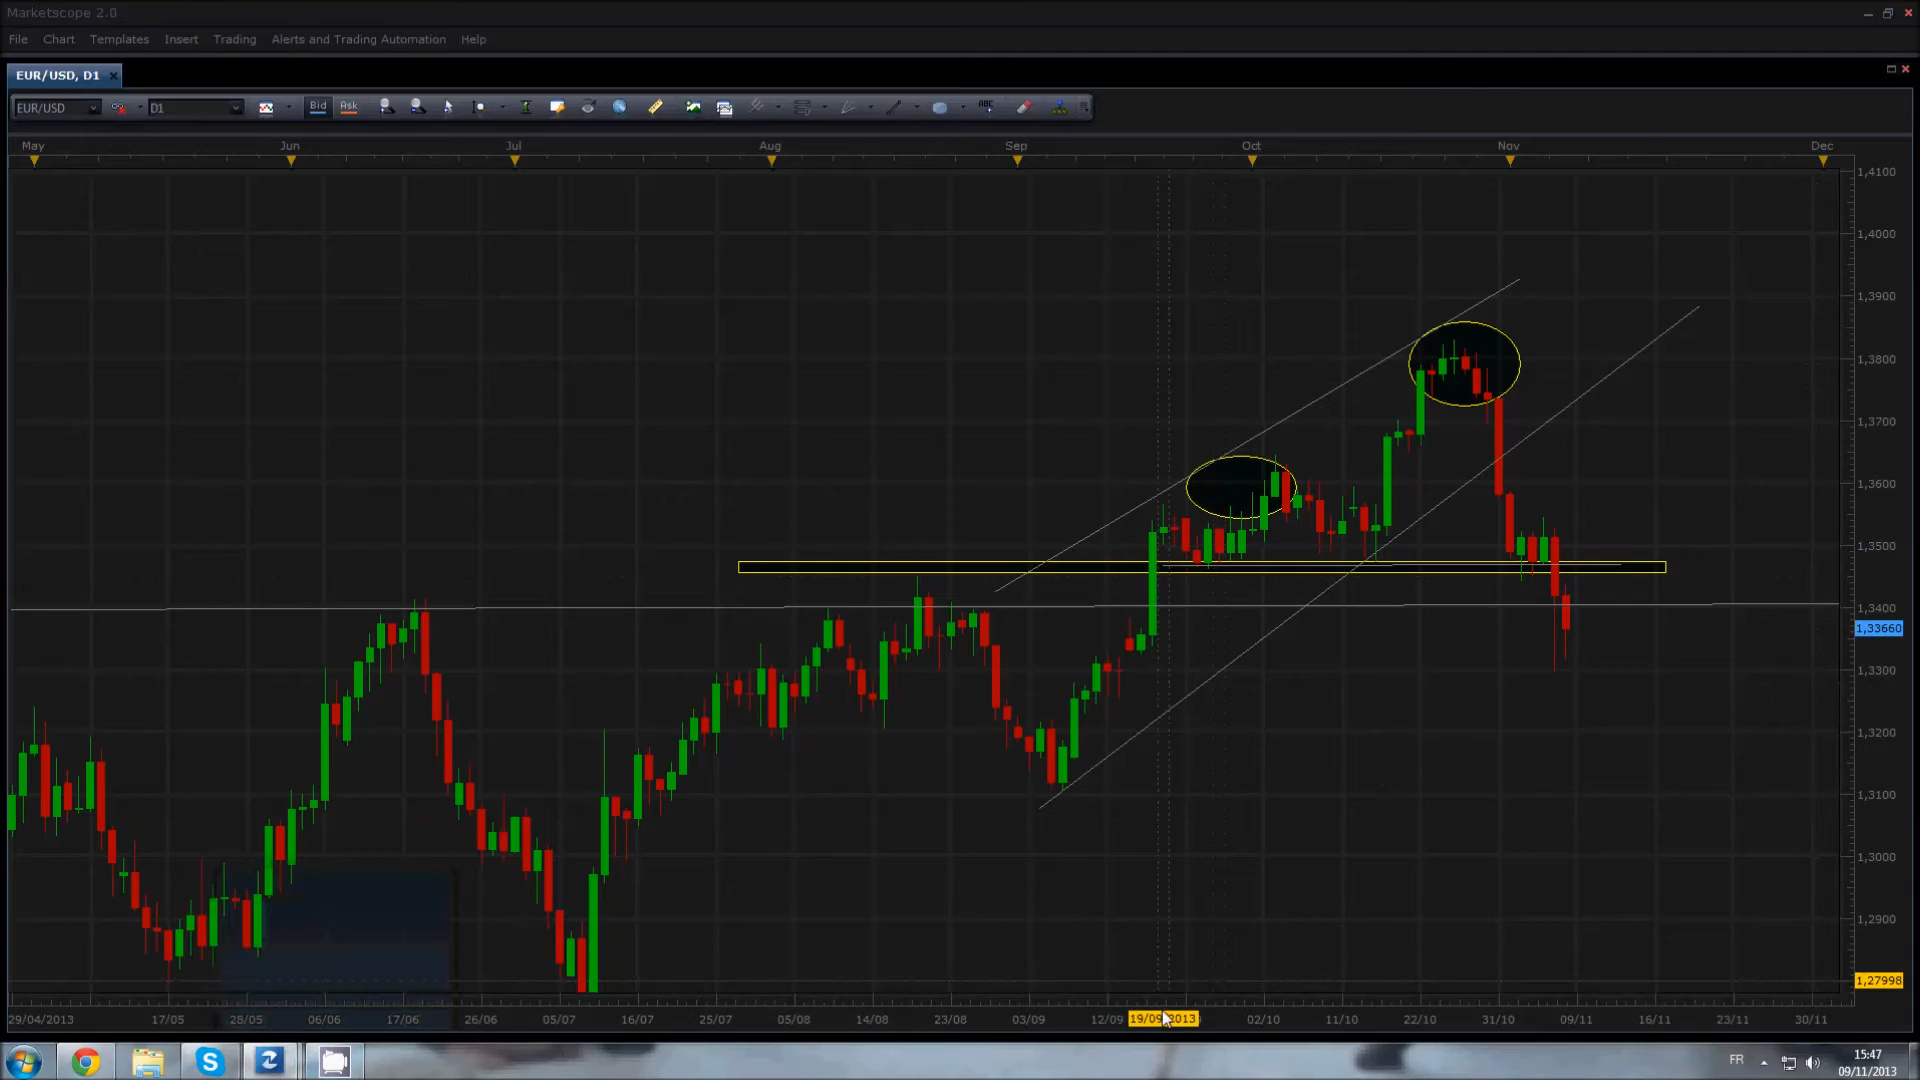 Marketscope 2.0
File Chart Templates Insert Trading Alerts and Trading Automation Help
EUR/USD, D1
EUR/USD D1 Bid Ask ABC
May Jun Jul Aug Sep Oct Nov Dec
1,4100
1,4000
1,3900
1,3800
1,3700
1,3600
1,3500
1,3400
1,33660
1,3300
1,3200
1,3100
1,3000
1,2900
1,27998
29/04/2013 17/05 28/05 06/06 17/06 26/06 05/07 16/07 25/07 05/08 14/08 23/08 03/09 12/09 19/09/2013 02/10 11/10 22/10 31/10 09/11 16/11 23/11 30/11
FR 15:47
09/11/2013